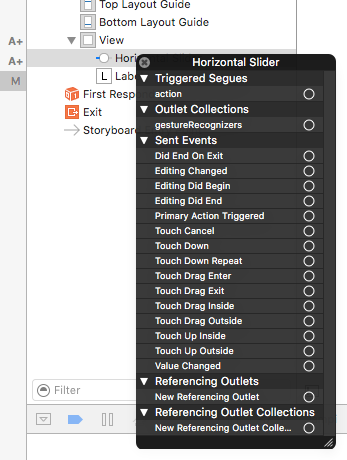 Top Layout Guide
Bottom Layout Guide
View
A+
Horizontal Slider
A+
Triggered Segues
L Labe
M
action
First Resp
Outlet Collections
Exit
gestureRecognizers
Storyboard
Sent Events
Did End On Exit
Editing Changed
Editing Did Begin
Editing Did End
Primary Action Triggered
Touch Cancel
Touch Down
Touch Down Repeat
Touch Drag Enter
Touch Drag Exit
Touch Drag Inside
Touch Drag Outside
Touch Up Inside
Touch Up Outside
Value Changed
Referencing Outlets
Filter
New Referencing Outlet
Referencing Outlet Collections
New Referencing Outlet Colle...